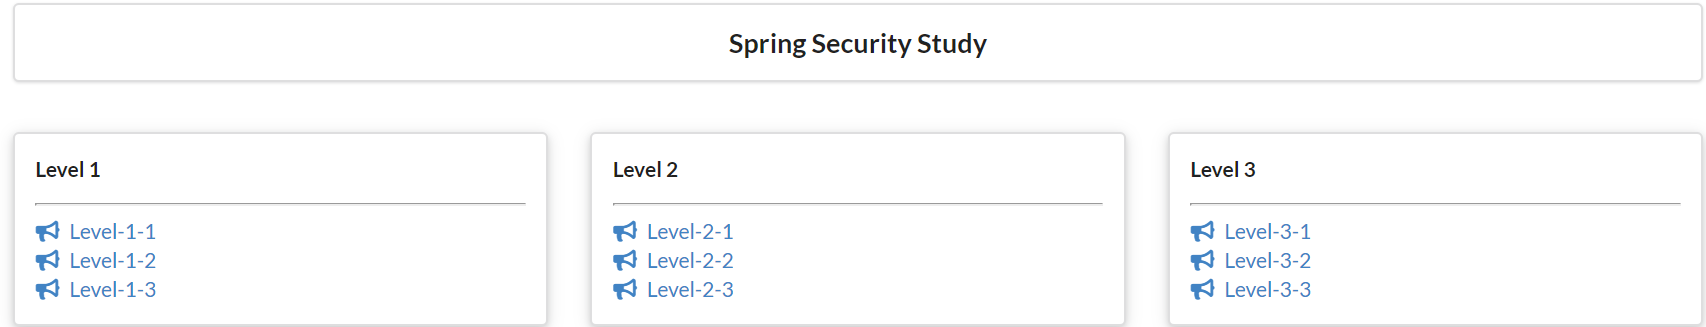 Spring Security Study
Level 1
Level-1-1
Level-1-2
Level-1-3
Level 2
Level-2-1
Level-2-2
Level-2-3
Level 3
Level-3-1
Level-3-2
Level-3-3